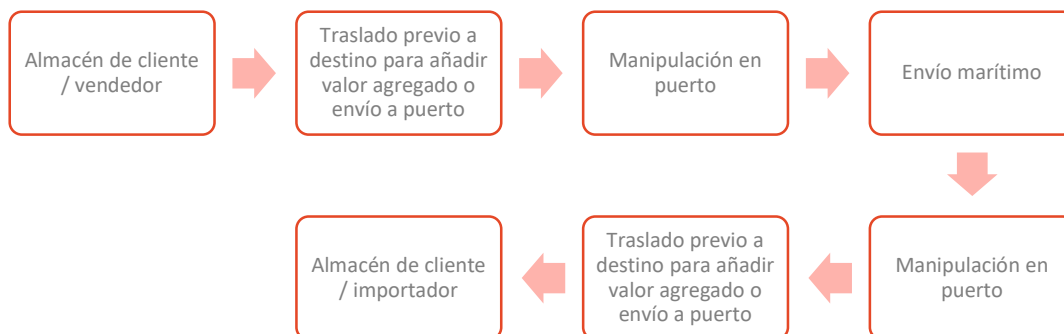 Almacén de cliente
/ vendedor
Traslado previo a
destino para añadir
valor agregado o
envío a puerto
Manipulación en
puerto
Envío marítimo
Manipulación en
puerto
Traslado previo a
destino para añadir
valor agregado o
envío a puerto
Almacén de cliente
/ importador